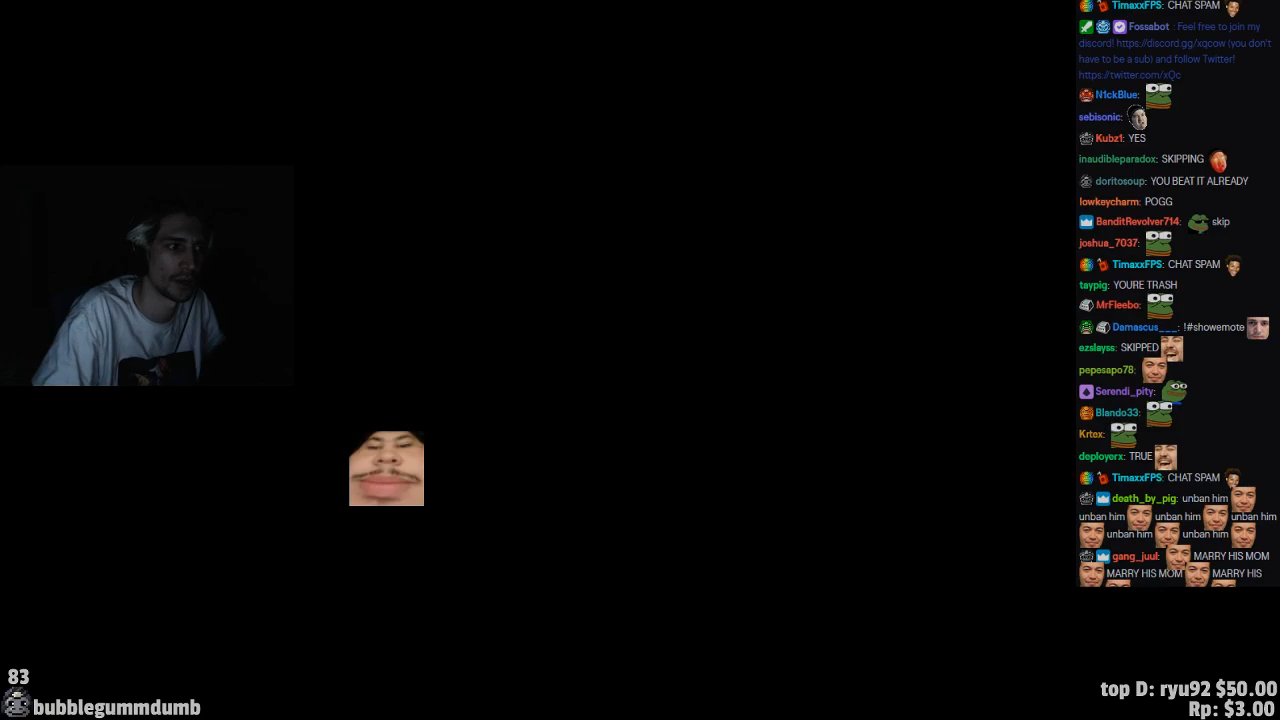 TimaxxFPS: CHAT SPAM
Fossabot : Feel free to join my
discord! https://discord.gg/xqcow (you don't
have to be a sub) and follow Twitter!
https://twitter.com/xQc
N1ckBlue:
sebisonic:
Kubz1: YES
inaudibleparadox: SKIPPING
doritosoup: YOU BEAT IT ALREADY
lowkeycharm: POGG
BanditRevolver714: skip
joshua_7037:
TimaxxFPS: CHAT SPAM
taypig: YOURE TRASH
MrFleebo:
Damascus___: !#showemote
ezslayss: SKIPPED
pepesapo78:
Serendi_pity:
Blando33:
Krtex:
deployerx: TRUE
TimaxxFPS: CHAT SPAM
death_by_pig: unban him
unban him unban him unban him
unban him unban him
gang_juul: MARRY HIS MOM
MARRY HIS MOM MARRY HIS
83
bubblegummdumb
top D: ryu92 $50.00
Rp: $3.00